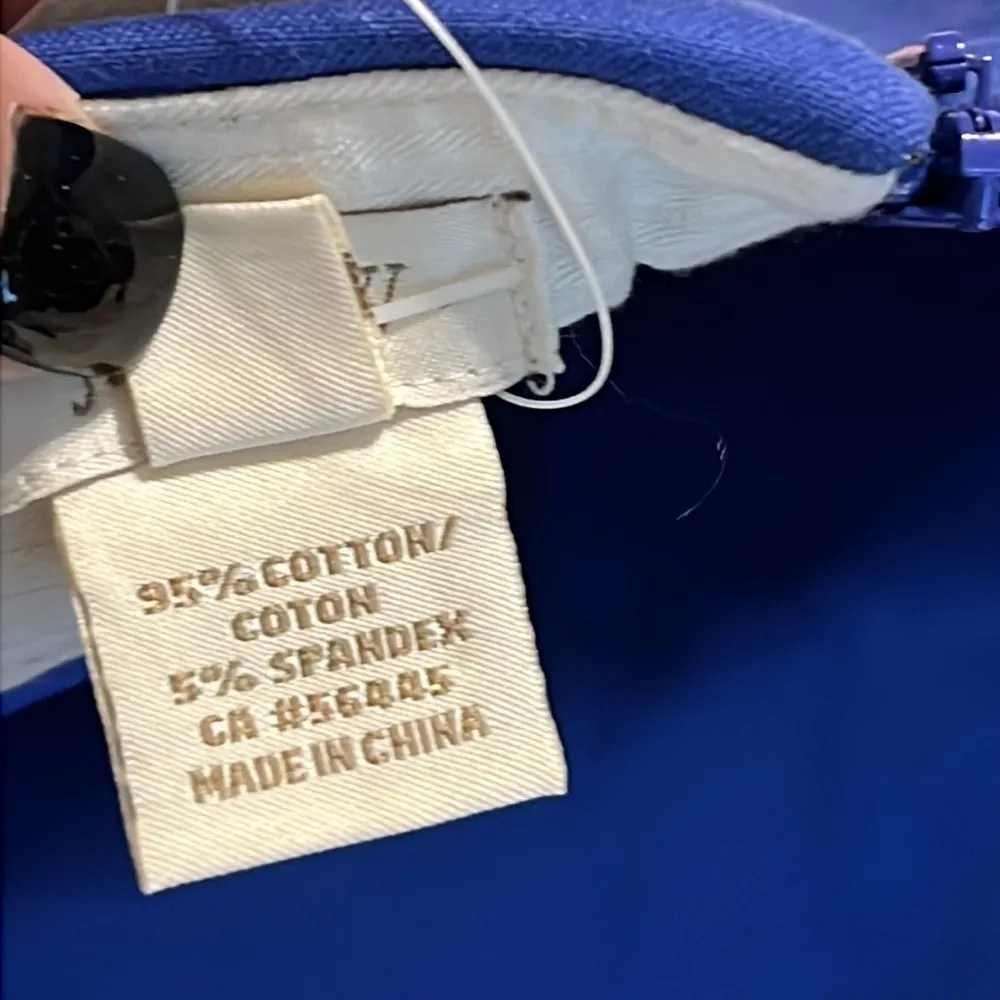 95% COTTON/
COTON
5% SPANDEX
CA #56445
MADE IN CHINA